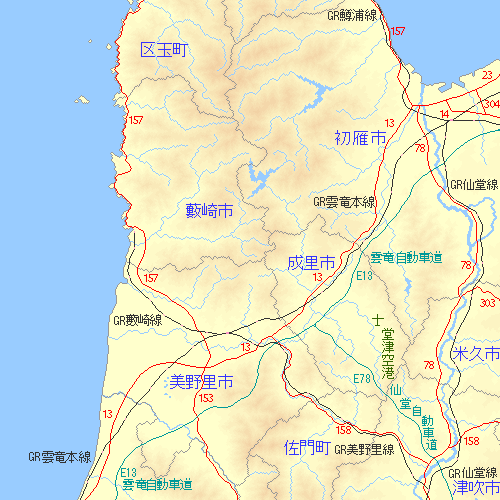 GR鱒浦線
157
区玉町
23
304
14
157
13
初雁市
78
GR仙堂線
GR雲竜本線
藪崎市
雲竜自動車道
成里市
78
13
E13
157
303
GR藪崎線
堂津空港
13
米久市
78
美野里市
E78
153
仙堂自動車道
13
158
佐門町
GR美野里線
158
GR雲竜本線
E13
GR仙堂線
雲竜自動車道
津吹市